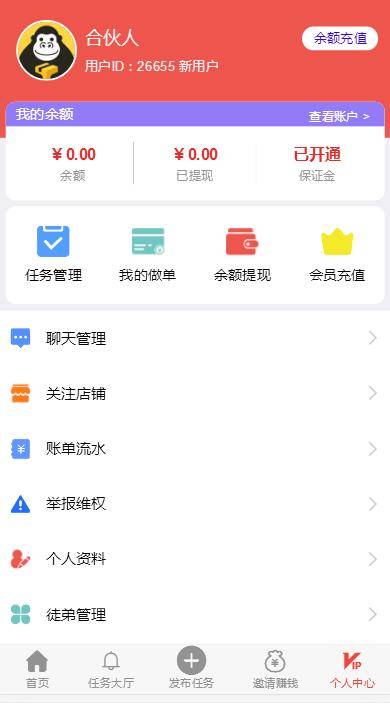 合伙人
余额充值
用户ID：26655 新用户
我的余额
查看账户 >
￥0.00
￥0.00
已开通
余额
已提现
保证金
任务管理
我的做单
余额提现
会员充值
聊天管理
关注店铺
账单流水
举报维权
个人资料
徒弟管理
首页
任务大厅
发布任务
邀请赚钱
个人中心
VIP